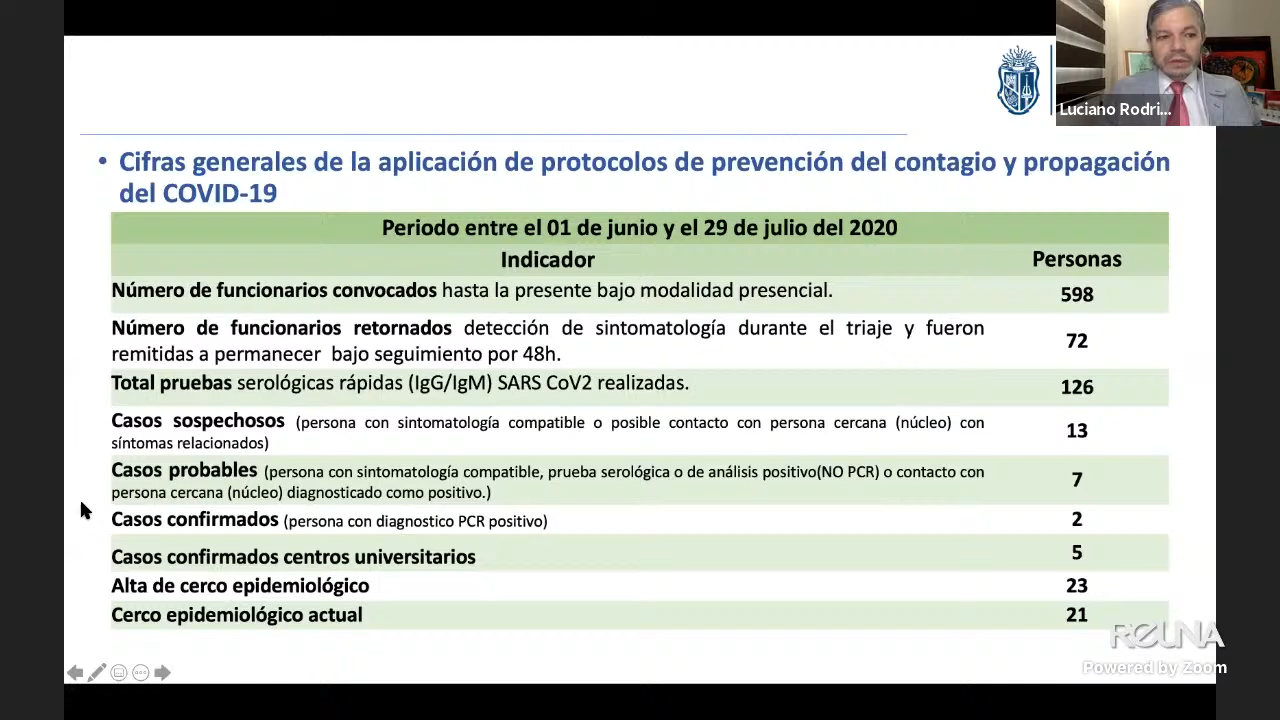 Luciano Rodri...
• Cifras generales de la aplicación de protocolos de prevención del contagio y propagación
del COVID-19
Periodo entre el 01 de junio y el 29 de julio del 2020
Indicador Personas
Número de funcionarios convocados hasta la presente bajo modalidad presencial. 598
Número de funcionarios retornados detección de sintomatología durante el triaje y fueron
remitidas a permanecer bajo seguimiento por 48h. 72
Total pruebas serológicas rápidas (IgG/IgM) SARS CoV2 realizadas. 126
Casos sospechosos (persona con sintomatología compatible o posible contacto con persona cercana (núcleo) con
síntomas relacionados) 13
Casos probables (persona con sintomatología compatible, prueba serológica o de análisis positivo(NO PCR) o contacto con
persona cercana (núcleo) diagnosticado como positivo.) 7
Casos confirmados (persona con diagnostico PCR positivo) 2
Casos confirmados centros universitarios 5
Alta de cerco epidemiológico 23
Cerco epidemiológico actual 21
REUNA
Powered by Zoom